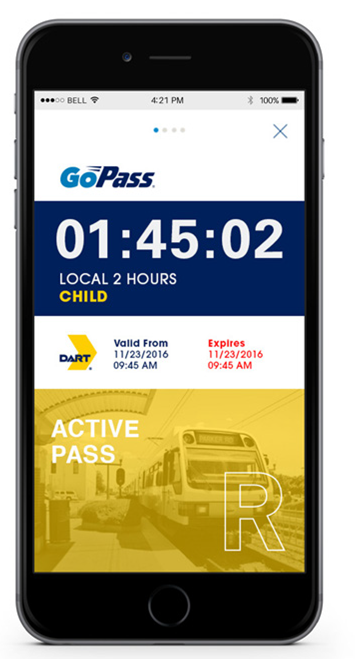 BELL 4:21 PM 100%
GoPass
01:45:02
LOCAL 2 HOURS
CHILD
DART
Valid From
11/23/2016
09:45 AM
Expires
11/23/2016
09:45 AM
ACTIVE
PASS
R